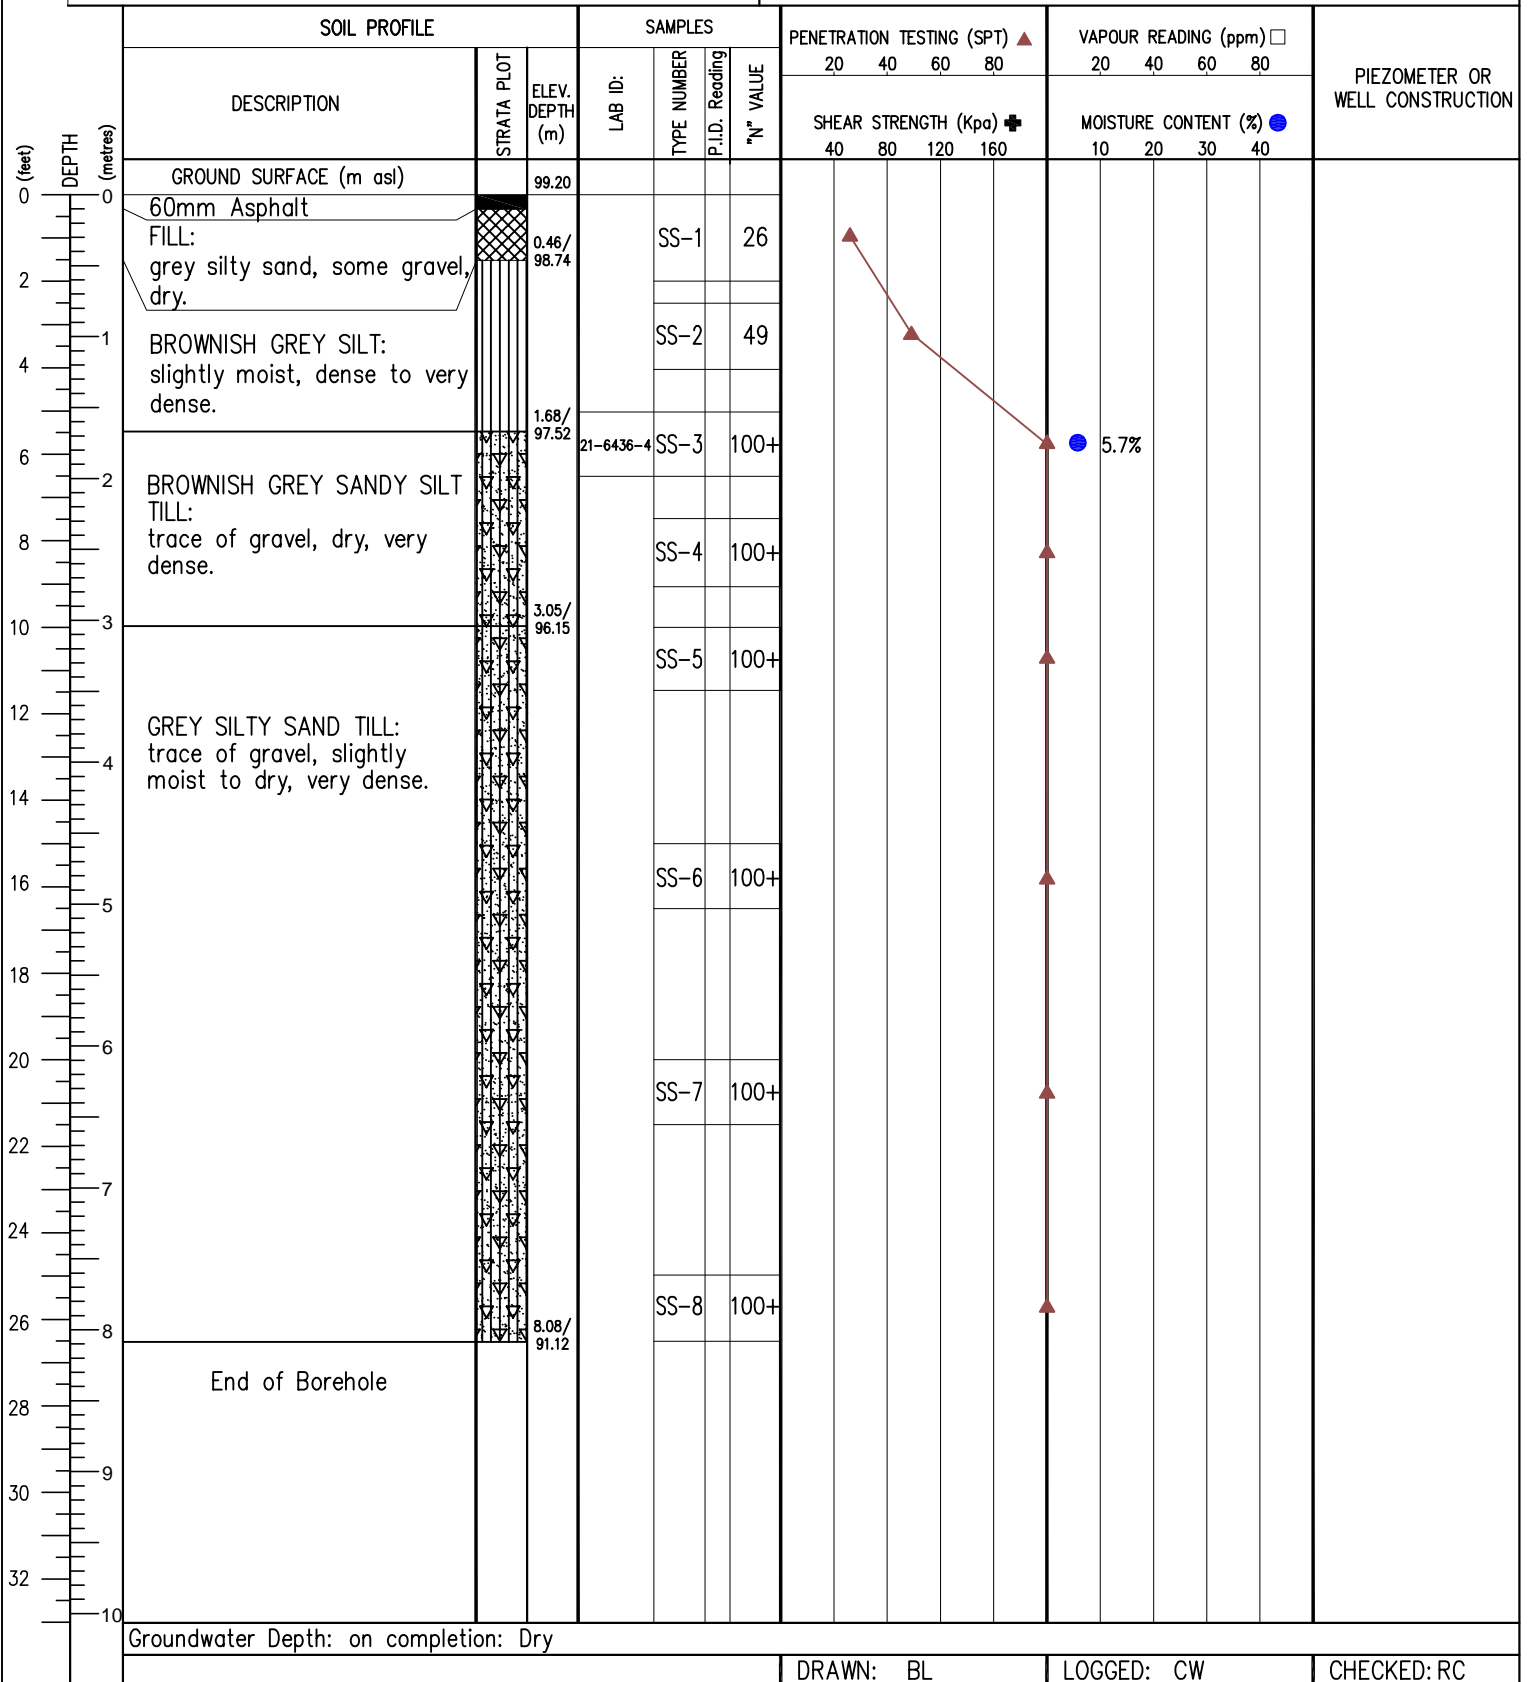 SOIL PROFILE
SAMPLES
PENETRATION TESTING (SPT)
VAPOUR READING (ppm)
20 40 60 80
20 40 60 80
PIEZOMETER OR
WELL CONSTRUCTION
DESCRIPTION
STRATA PLOT
ELEV.
DEPTH
(m)
LAB ID:
TYPE NUMBER
P.I.D. Reading
"N" VALUE
SHEAR STRENGTH (Kpa)
MOISTURE CONTENT (%)
40 80 120 160
10 20 30 40
(feet)
DEPTH
(metres)
GROUND SURFACE (m asl)
99.20
0
0
60mm Asphalt
FILL:
grey silty sand, some gravel,
dry.
0.46/
98.74
SS-1
26
2
1
BROWNISH GREY SILT:
slightly moist, dense to very
dense.
SS-2
49
4
1.68/
97.52
21-6436-4
SS-3
100+
5.7%
6
2
BROWNISH GREY SANDY SILT
TILL:
trace of gravel, dry, very
dense.
SS-4
100+
8
3.05/
96.15
10
3
SS-5
100+
12
GREY SILTY SAND TILL:
trace of gravel, slightly
moist to dry, very dense.
4
14
16
SS-6
100+
5
18
6
20
SS-7
100+
22
7
24
SS-8
100+
26
8
8.08/
91.12
End of Borehole
28
9
30
32
10
Groundwater Depth: on completion: Dry
DRAWN: BL
LOGGED: CW
CHECKED: RC